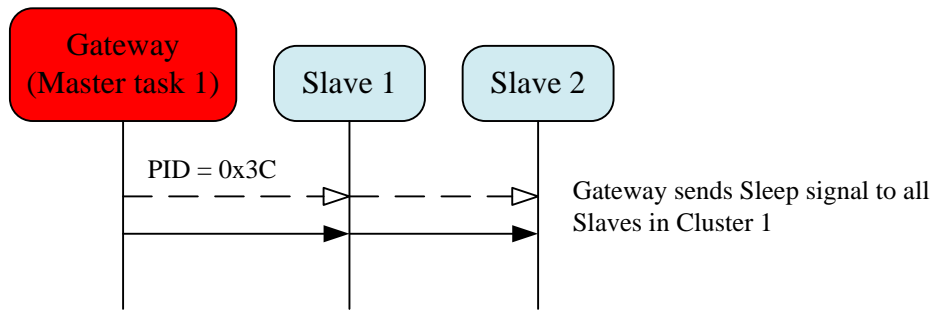 Gateway
(Master task 1)
Slave 1
Slave 2
PID = 0x3C
Gateway sends Sleep signal to all
Slaves in Cluster 1